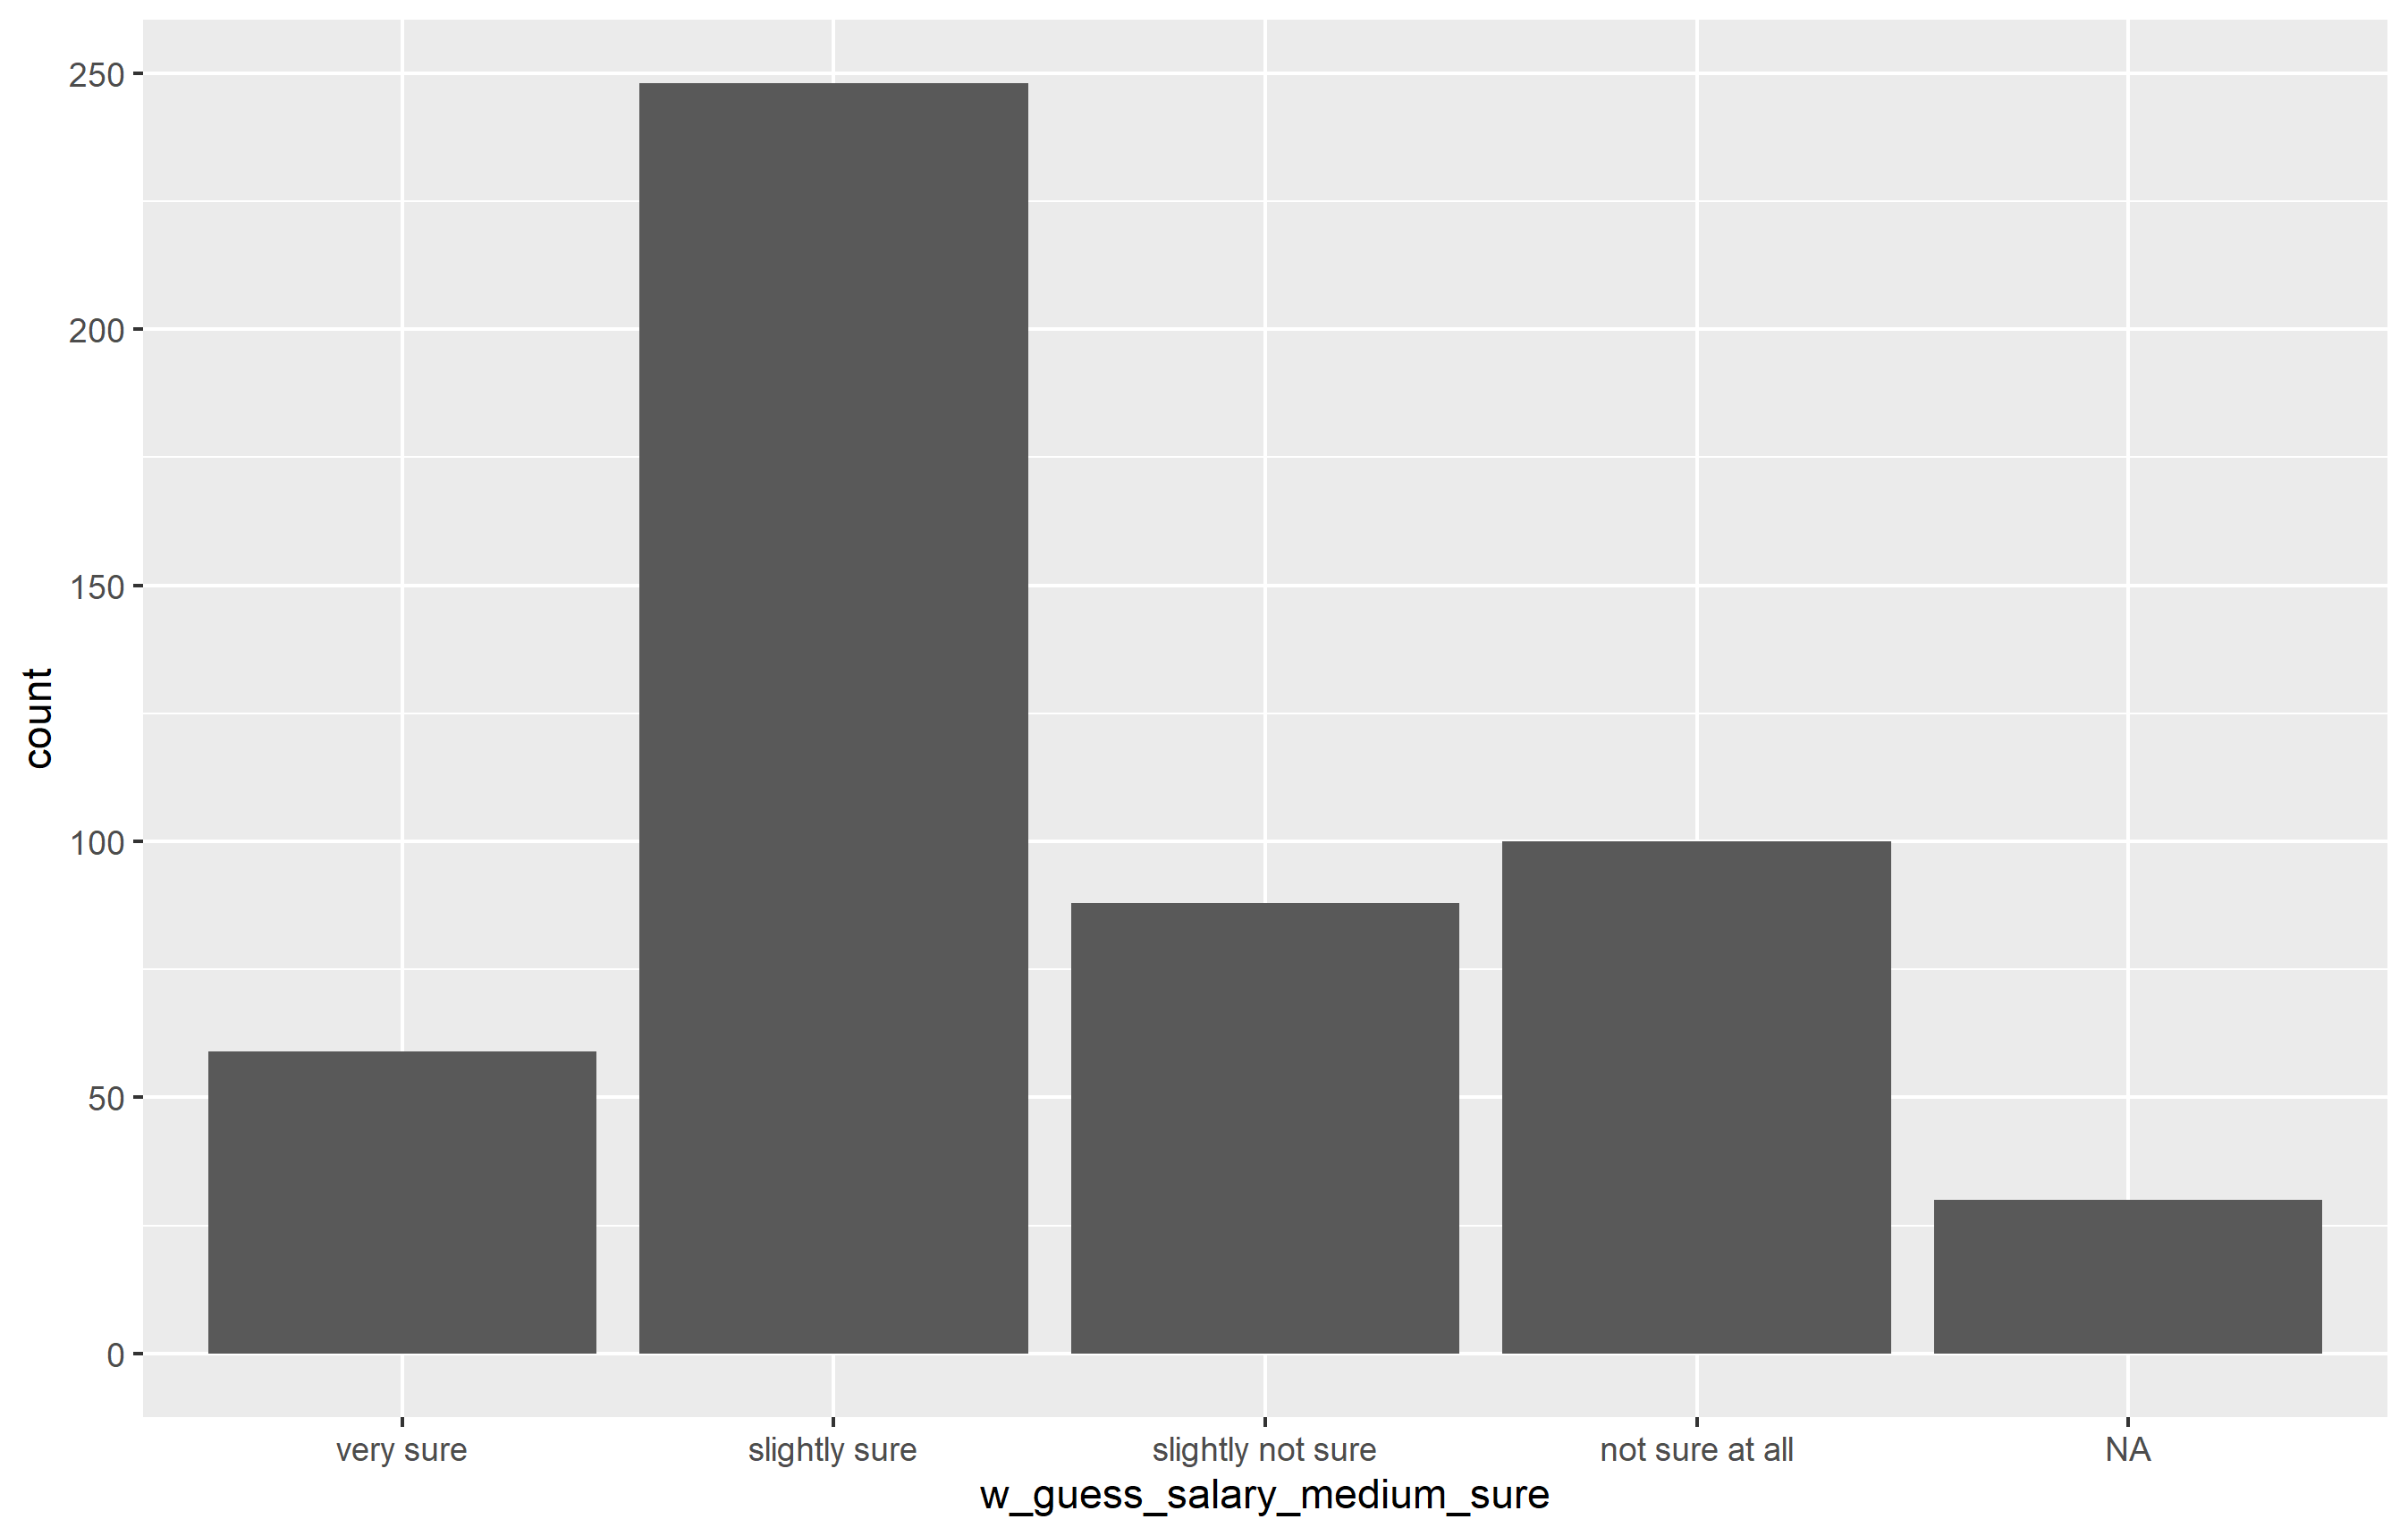 250
200
150
100
50
0
count
very sure
slightly sure
slightly not sure
not sure at all
NA
w_guess_salary_medium_sure